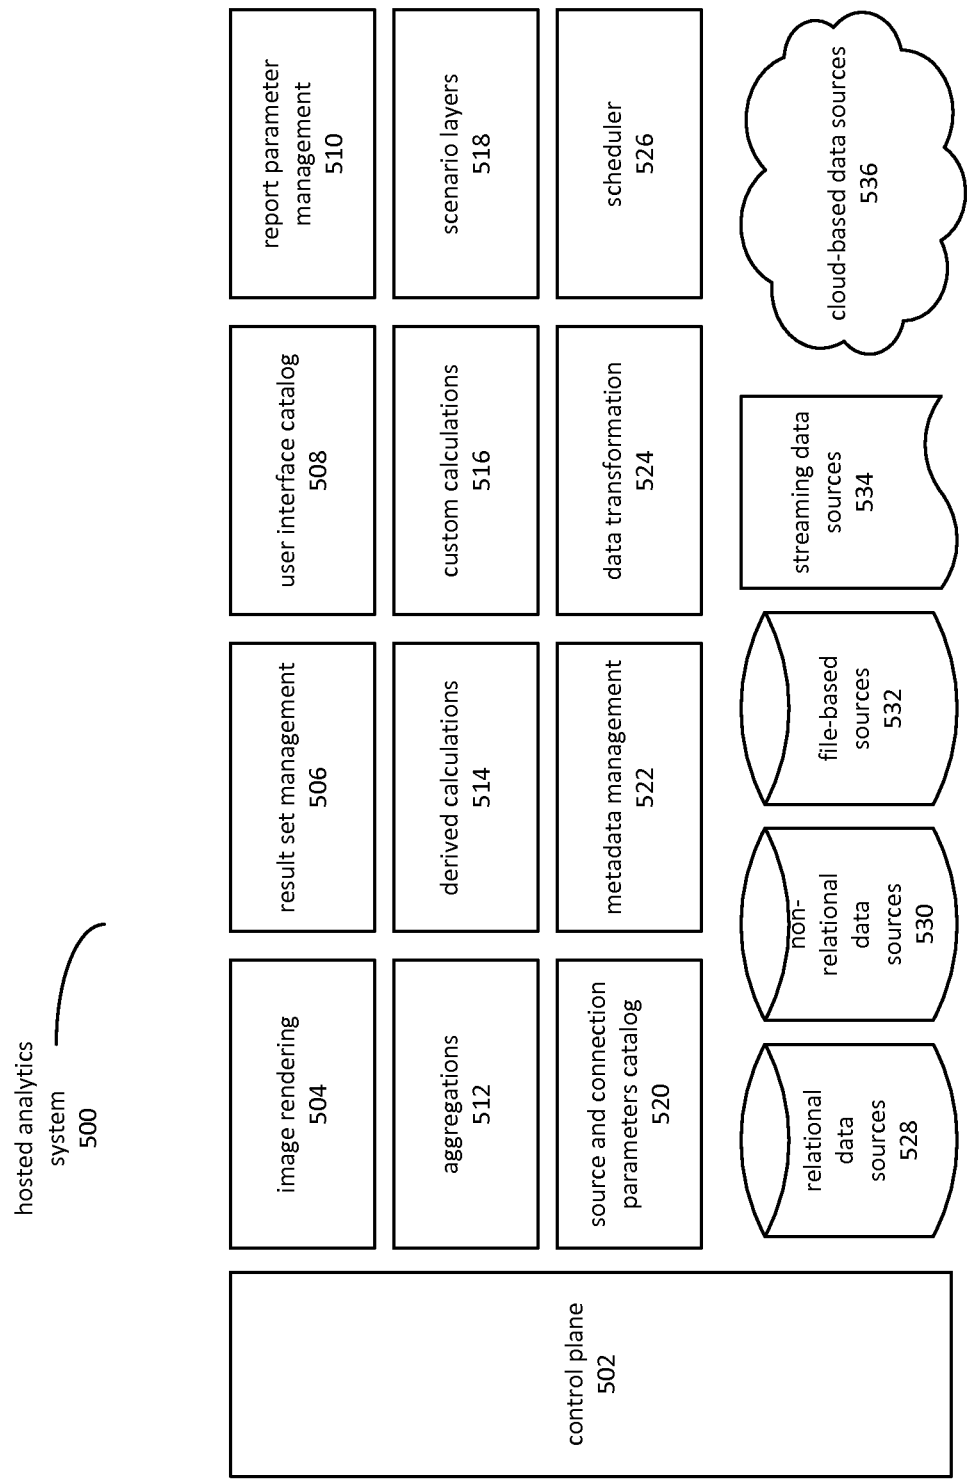 hosted analytics
system
500
control plane
502
image rendering
504
result set management
506
user interface catalog
508
report parameter
management
510
aggregations
512
derived calculations
514
custom calculations
516
scenario layers
518
source and connection
parameters catalog
520
metadata management
522
data transformation
524
scheduler
526
relational
data
sources
528
non-
relational
data
sources
530
file-based
sources
532
streaming data
sources
534
cloud-based data sources
536